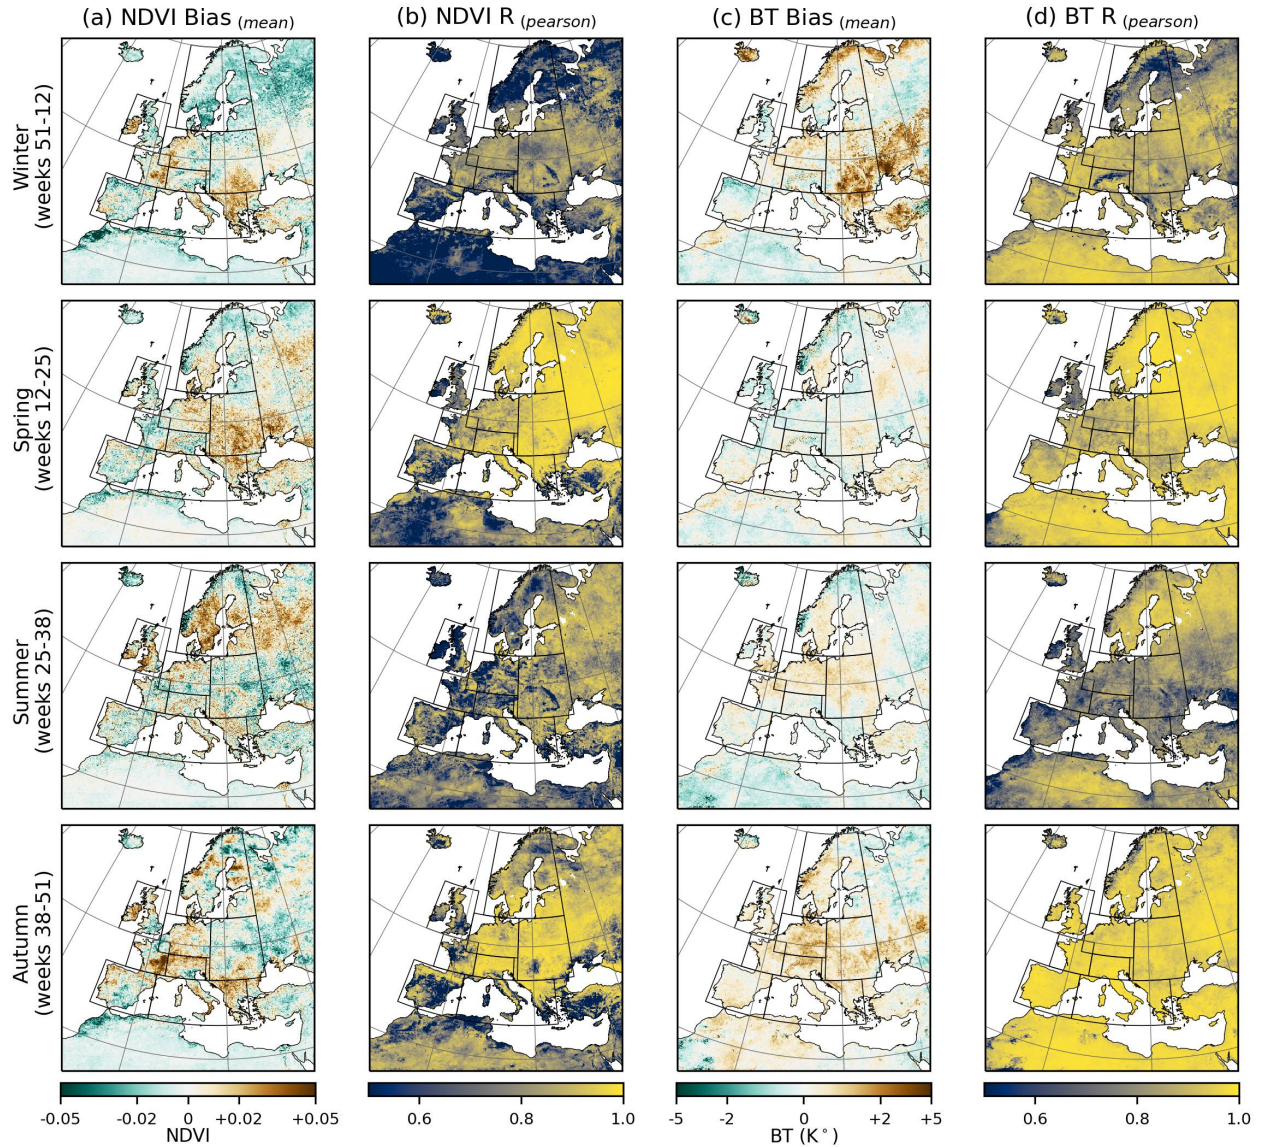 (a) NDVI Bias (mean)
(b) NDVI R (pearson)
(c) BT Bias (mean)
(d) BT R (pearson)
Winter
(weeks 51-12)
Spring
(weeks 12-25)
Summer
(weeks 25-38)
Autumn
(weeks 38-51)
-0.05 -0.02 0 +0.02 +0.05
NDVI
0.6 0.8 1.0
-5 -2 0 +2 +5
BT (K°)
0.6 0.8 1.0